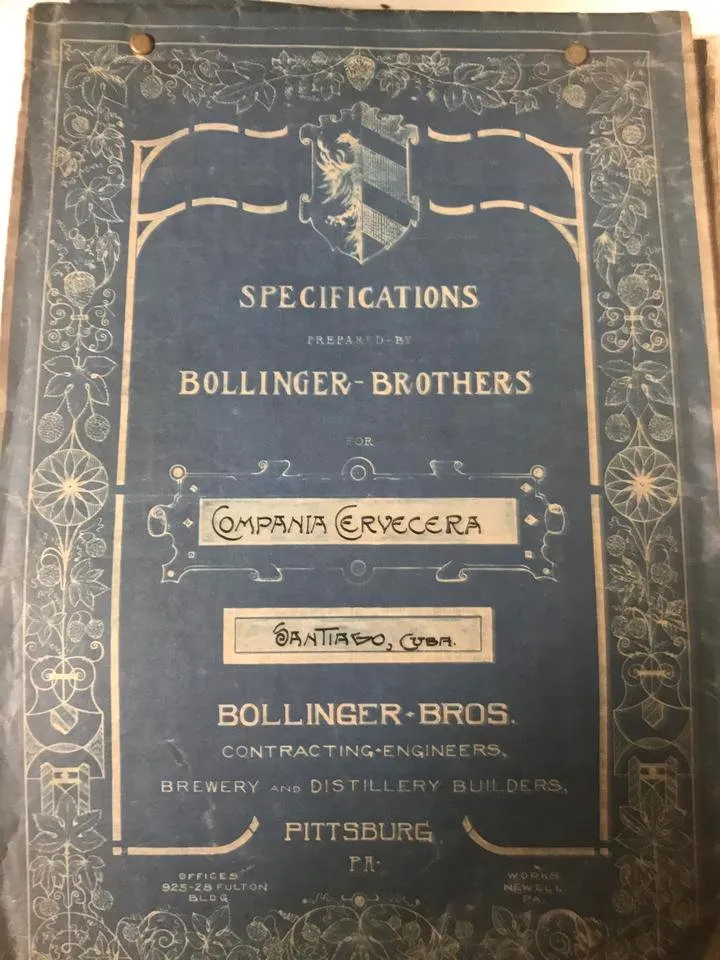 SPECIFICATIONS
PREPARED-BY
BOLLINGER-BROTHERS
FOR
COMPANIA CERVECERA
SANTIAGO, CUBA.
BOLLINGER·BROS.
CONTRACTING·ENGINEERS,
BREWERY AND DISTILLERY BUILDERS,
PITTSBURG
PA·
OFFICES
925-28 FULTON
BLDG
WORKS
NEWELL,
PA.